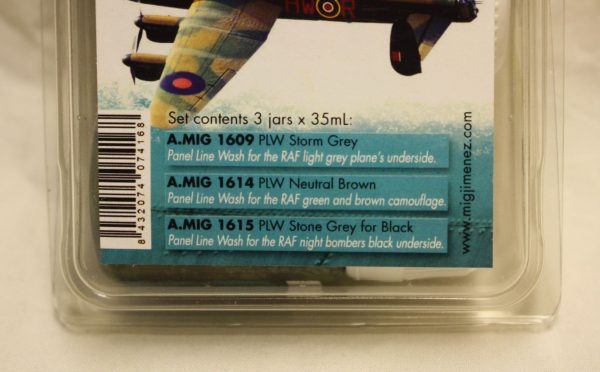 HW R
Set contents 3 jars x 35mL:
A.MIG 1609 PLW Storm Grey
Panel Line Wash for the RAF light grey plane's underside.
A.MIG 1614 PLW Neutral Brown
Panel Line Wash for the RAF green and brown camouflage.
A.MIG 1615 PLW Stone Grey for Black
Panel Line Wash for the RAF night bombers black underside.
8 432074 074168
www.migjimenez.com